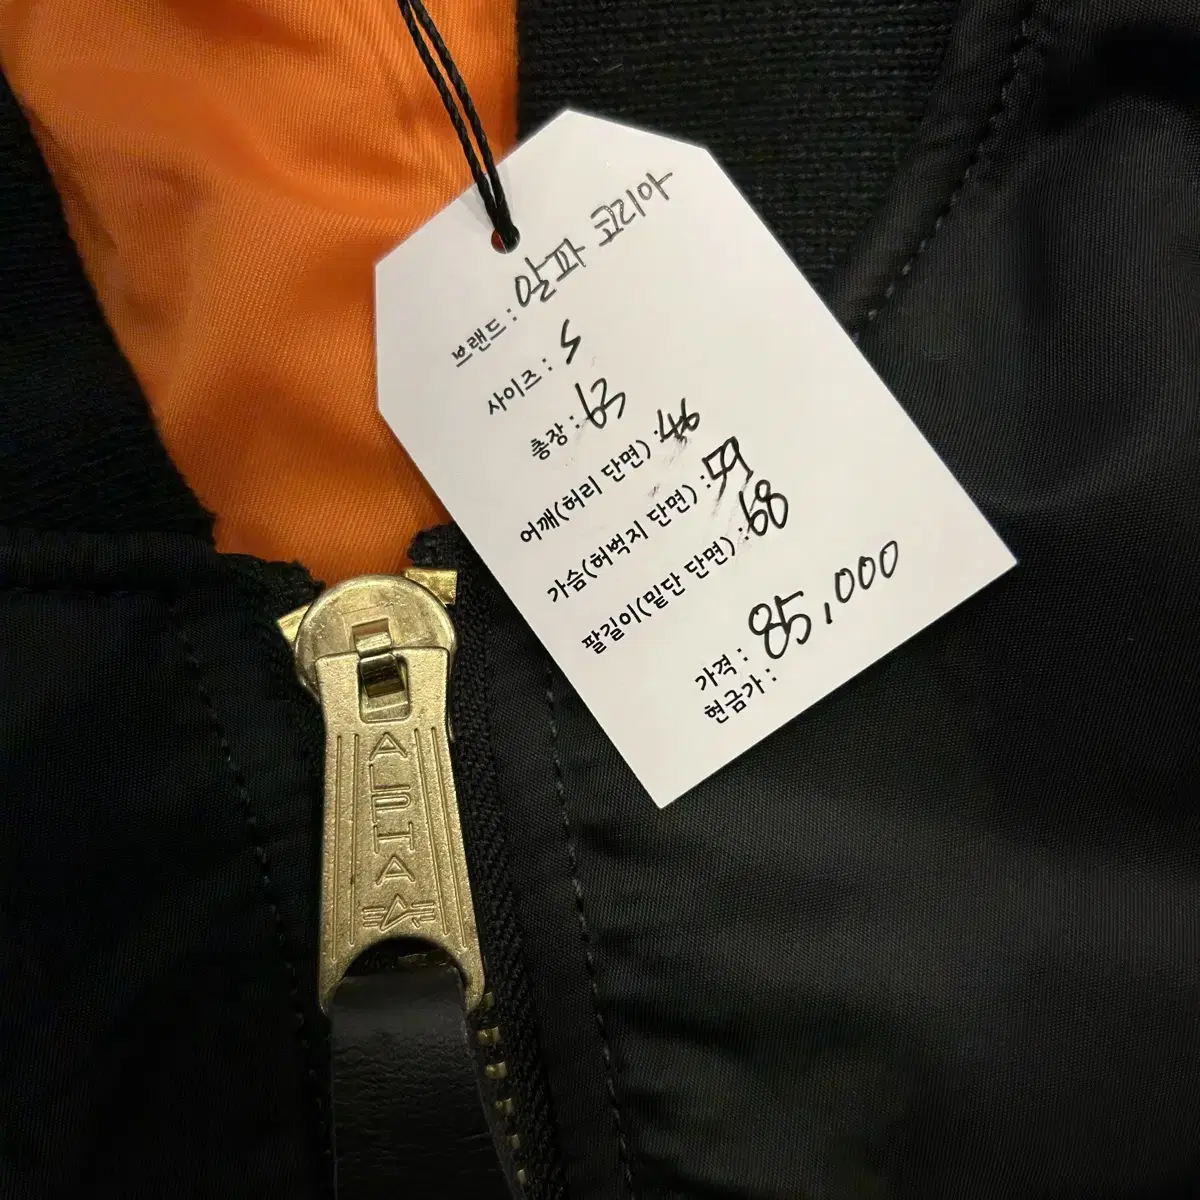 브랜드 : 알파 코리아
사이즈 : S
총장 : 63
어깨(허리 단면) : 46
가슴(허벅지 단면) : 59
팔길이(밑단 단면) : 68
가격 : 85,000
현금가 :
ALPHA